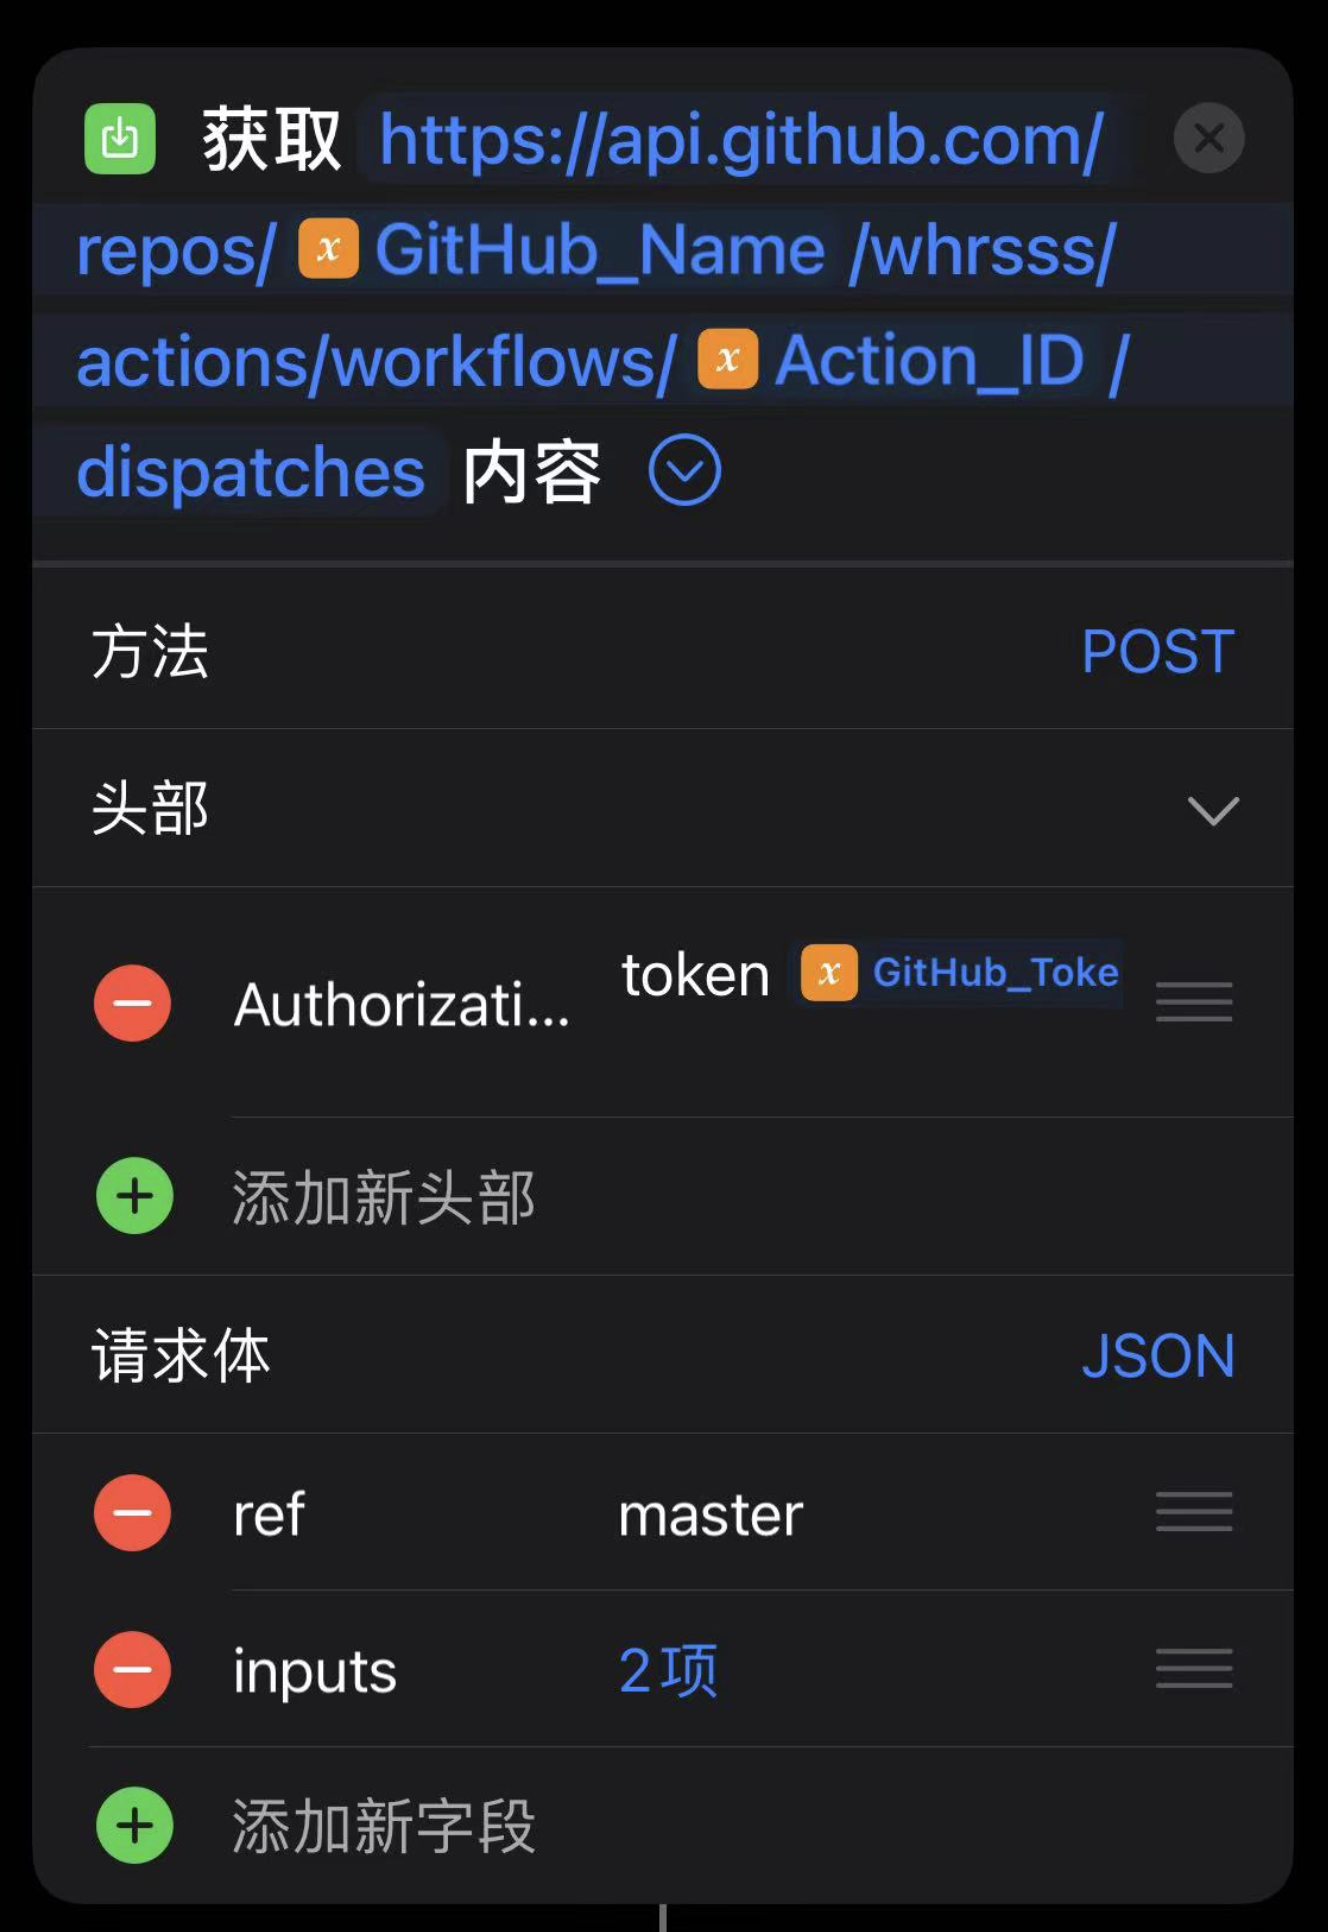 获取 https://api.github.com/
repos/ x GitHub_Name /whrsss/
actions/workflows/ x Action_ID /
dispatches 内容
方法 POST
头部
Authorizati... token x GitHub_Toke
添加新头部
请求体 JSON
ref master
inputs 2项
添加新字段